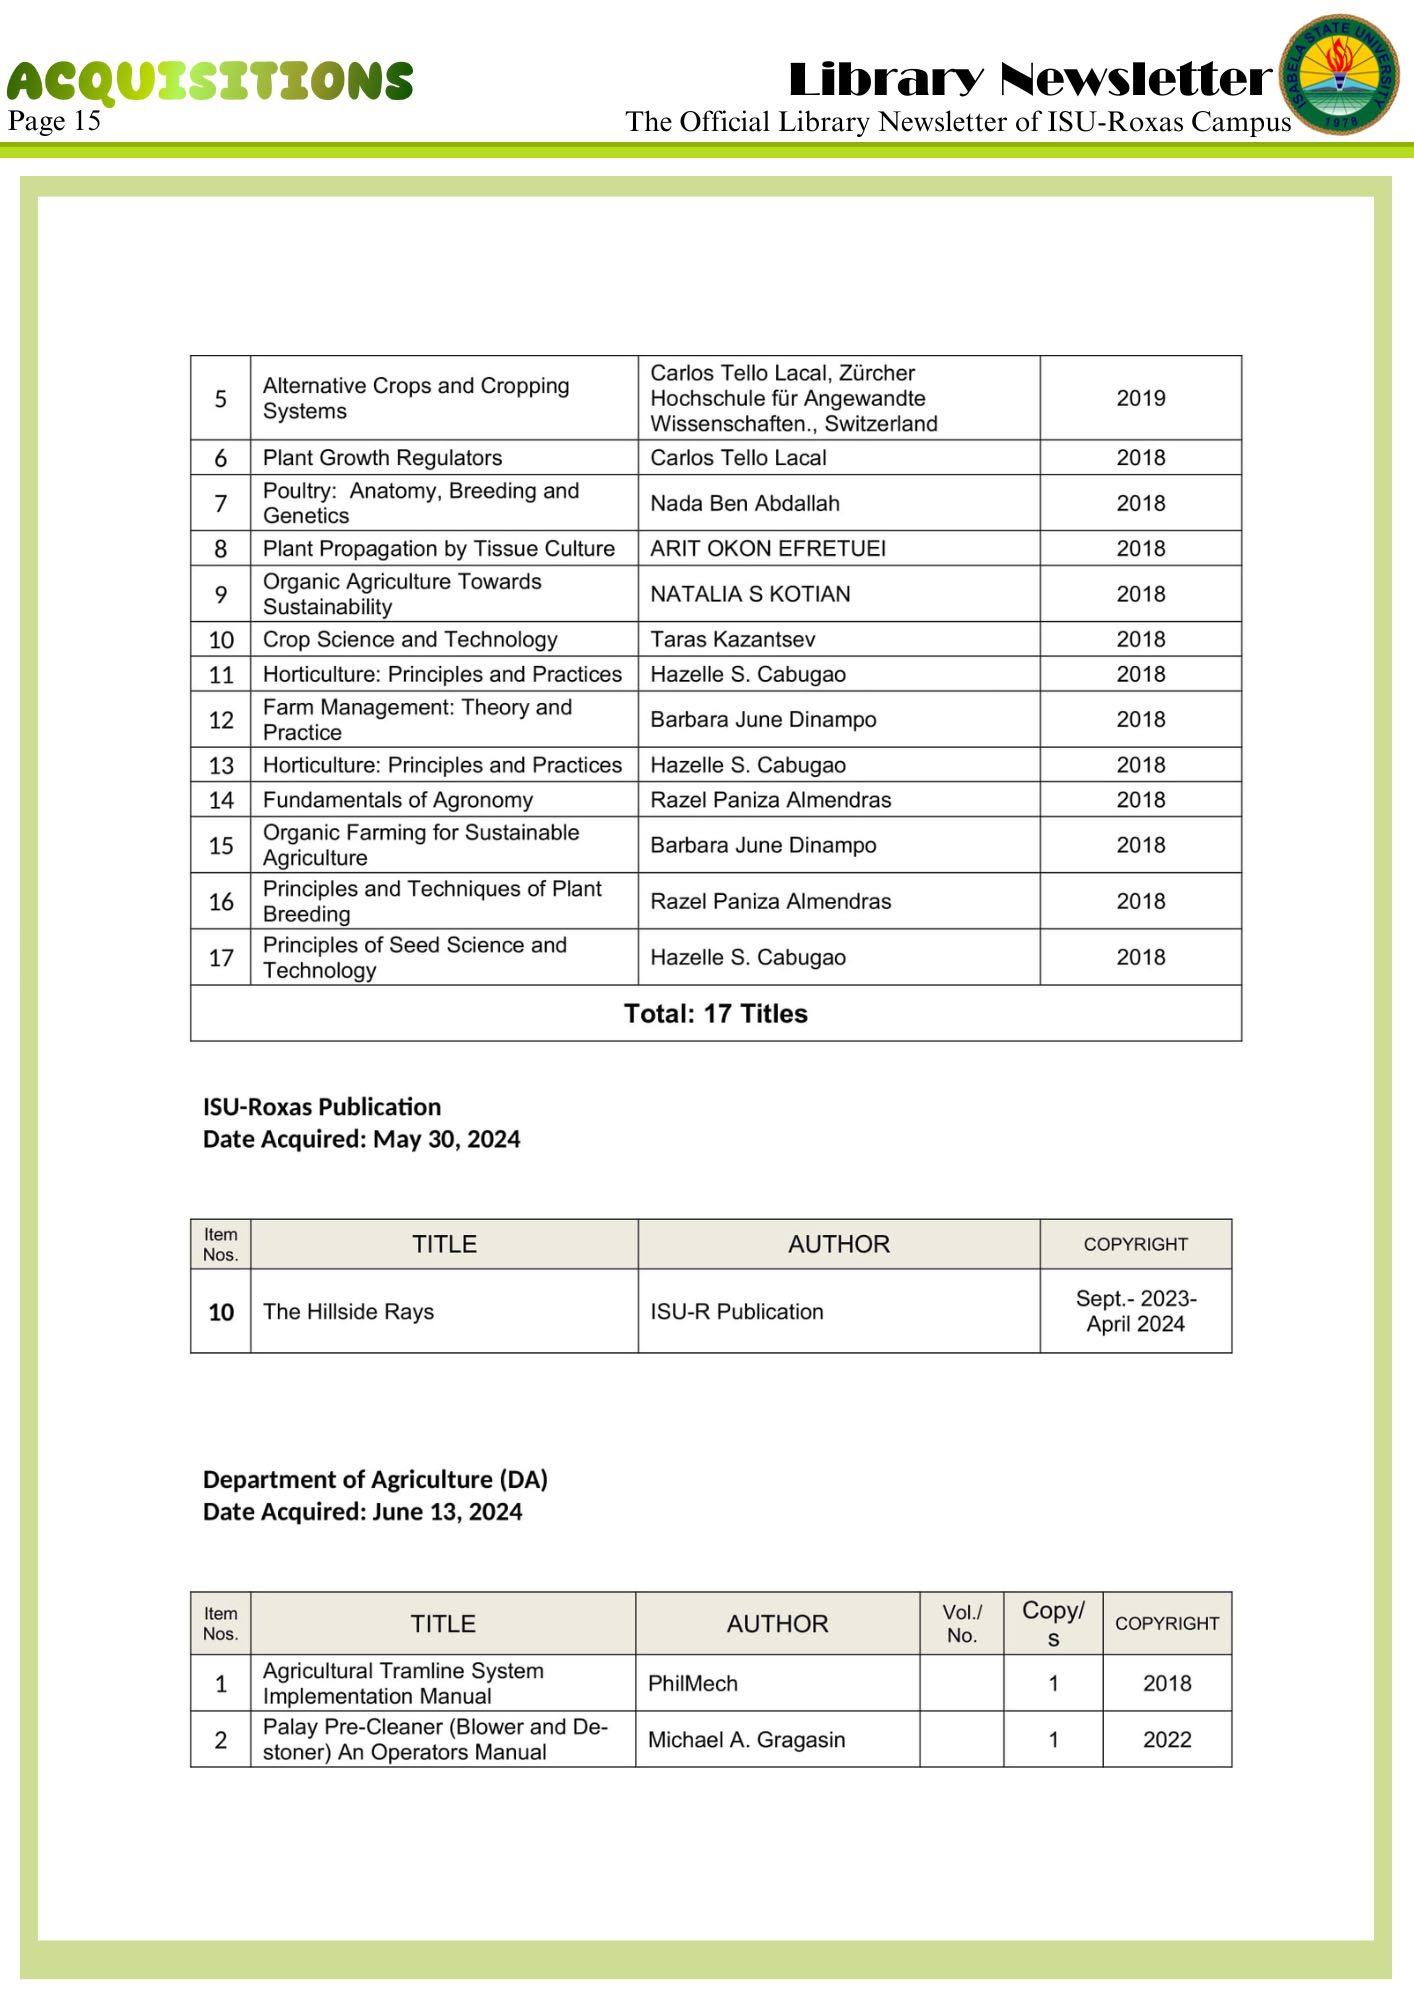 ACQUISITIONS
Page 15
Library Newsletter
The Official Library Newsletter of ISU-Roxas Campus
ISABELA STATE UNIVERSITY
1978
5 Alternative Crops and Cropping Systems Carlos Tello Lacal, Zürcher Hochschule für Angewandte Wissenschaften., Switzerland 2019
6 Plant Growth Regulators Carlos Tello Lacal 2018
7 Poultry: Anatomy, Breeding and Genetics Nada Ben Abdallah 2018
8 Plant Propagation by Tissue Culture ARIT OKON EFRETUEI 2018
9 Organic Agriculture Towards Sustainability NATALIA S KOTIAN 2018
10 Crop Science and Technology Taras Kazantsev 2018
11 Horticulture: Principles and Practices Hazelle S. Cabugao 2018
12 Farm Management: Theory and Practice Barbara June Dinampo 2018
13 Horticulture: Principles and Practices Hazelle S. Cabugao 2018
14 Fundamentals of Agronomy Razel Paniza Almendras 2018
15 Organic Farming for Sustainable Agriculture Barbara June Dinampo 2018
16 Principles and Techniques of Plant Breeding Razel Paniza Almendras 2018
17 Principles of Seed Science and Technology Hazelle S. Cabugao 2018
Total: 17 Titles
ISU-Roxas Publication
Date Acquired: May 30, 2024
Item Nos. TITLE AUTHOR COPYRIGHT
10 The Hillside Rays ISU-R Publication Sept.- 2023- April 2024
Department of Agriculture (DA)
Date Acquired: June 13, 2024
Item Nos. TITLE AUTHOR Vol./ No. Copy/ s COPYRIGHT
1 Agricultural Tramline System Implementation Manual PhilMech 1 2018
2 Palay Pre-Cleaner (Blower and De-stoner) An Operators Manual Michael A. Gragasin 1 2022